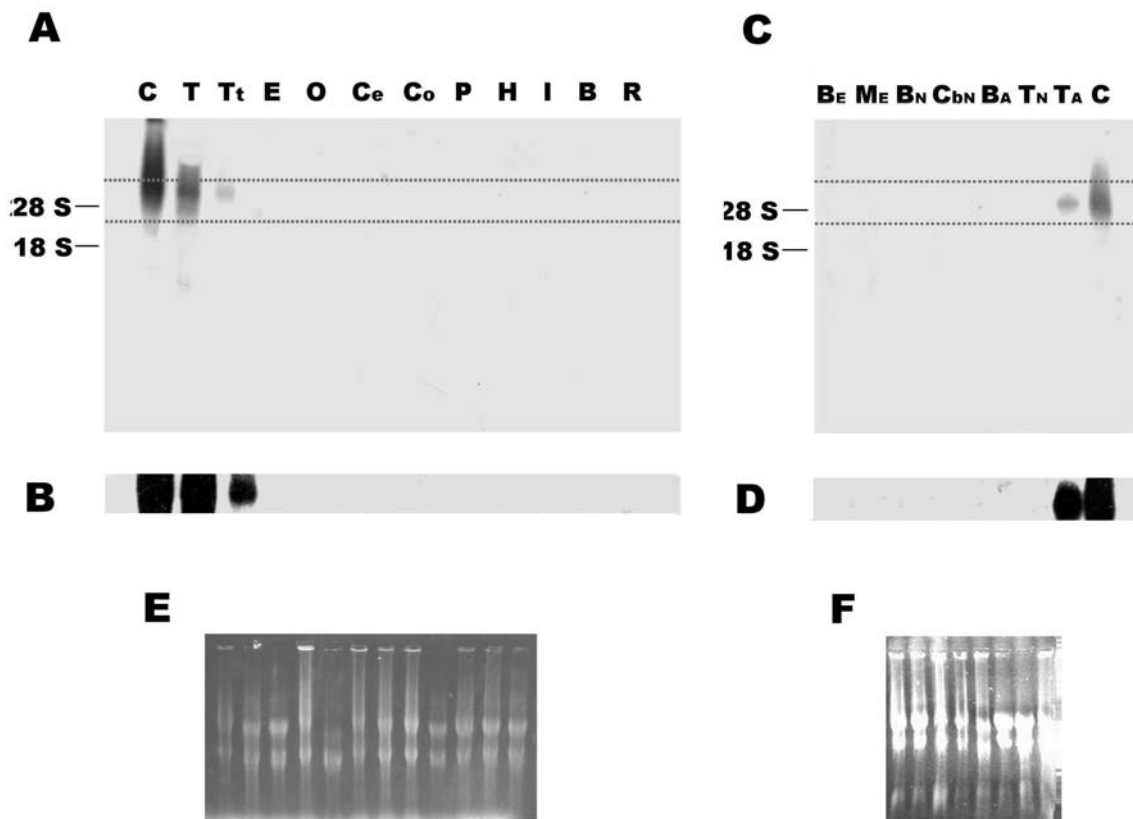 A
C
C T Tt E O Ce Co P H I B R
BE ME BN CbN BA TN TA C
28 S
18 S
28 S
18 S
B
D
E
F